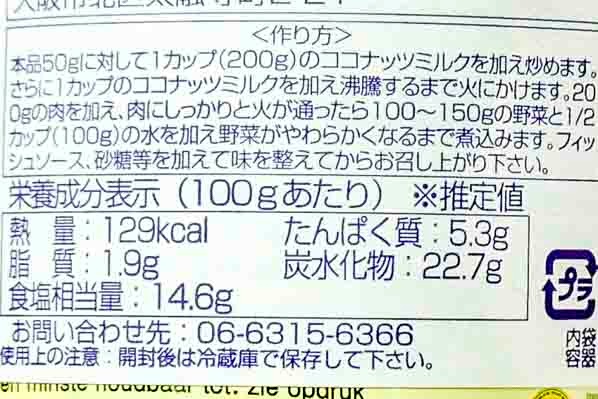 <作り方>
本品50gに対して1カップ(200g)のココナッツミルクを加え炒めます。
さらに1カップのココナッツミルクを加え沸騰するまで火にかけます。20
0gの肉を加え、肉にしっかりと火が通ったら100～150gの野菜と1/2
カップ(100g)の水を加え野菜がやわらかくなるまで煮込みます。フィッ
シュソース、砂糖等を加えて味を整えてからお召し上がり下さい。
栄養成分表示（100gあたり）※推定値
熱量：129kcal たんぱく質：5.3g
脂質：1.9g 炭水化物：22.7g
食塩相当量：14.6g
プラ
お問い合わせ先：06-6315-6366
内袋
使用上の注意：開封後は冷蔵庫で保存して下さい。
容器
en minste houdbaar tot: zie opdruk